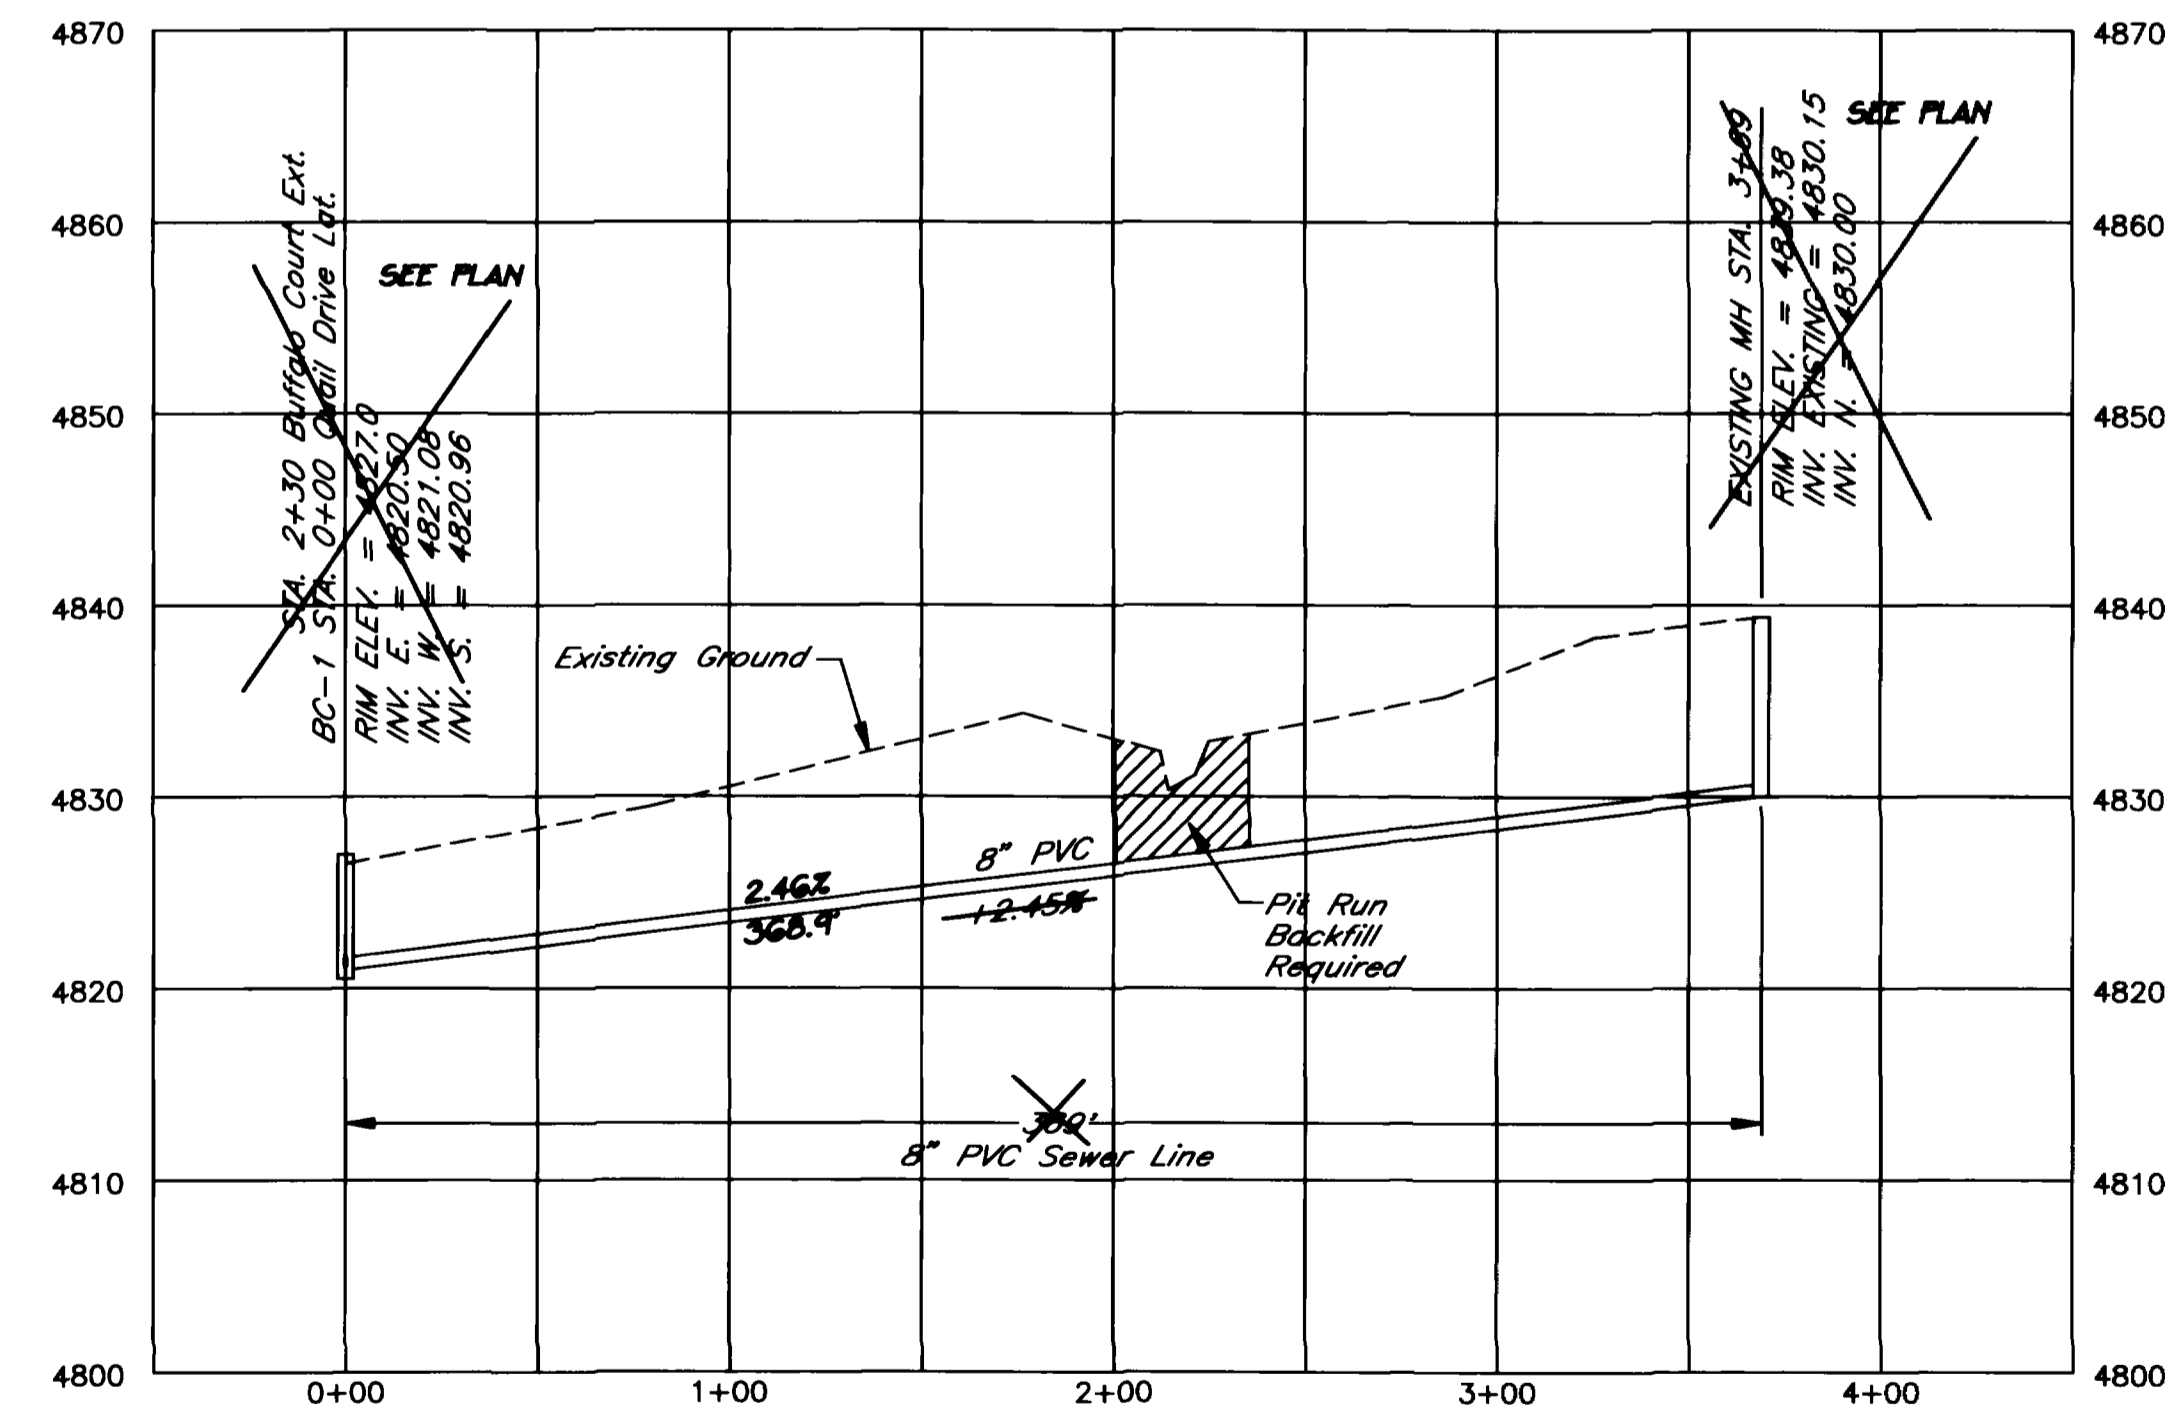 4870
4870
4860
4860
4850
4850
4840
4840
4830
4830
4820
4820
4810
4810
4800
4800
STA. 2+30 Buffalo Court Ext.
BC-1 STA. 0+00 Quail Drive Lat.
RIM ELEV. = 4827.0
INV. E. = 4820.50
INV. W. = 4821.08
INV. S. = 4820.96
SEE PLAN
EXISTING MH STA. 3+69
RIM ELEV. = 4839.38
INV. EXISTING = 4830.15
INV. N. = 4830.00
SEE PLAN
Existing Ground
8" PVC
2.46%
368.9'
+2.45%
Pit Run
Backfill
Required
369'
8" PVC Sewer Line
0+00
1+00
2+00
3+00
4+00